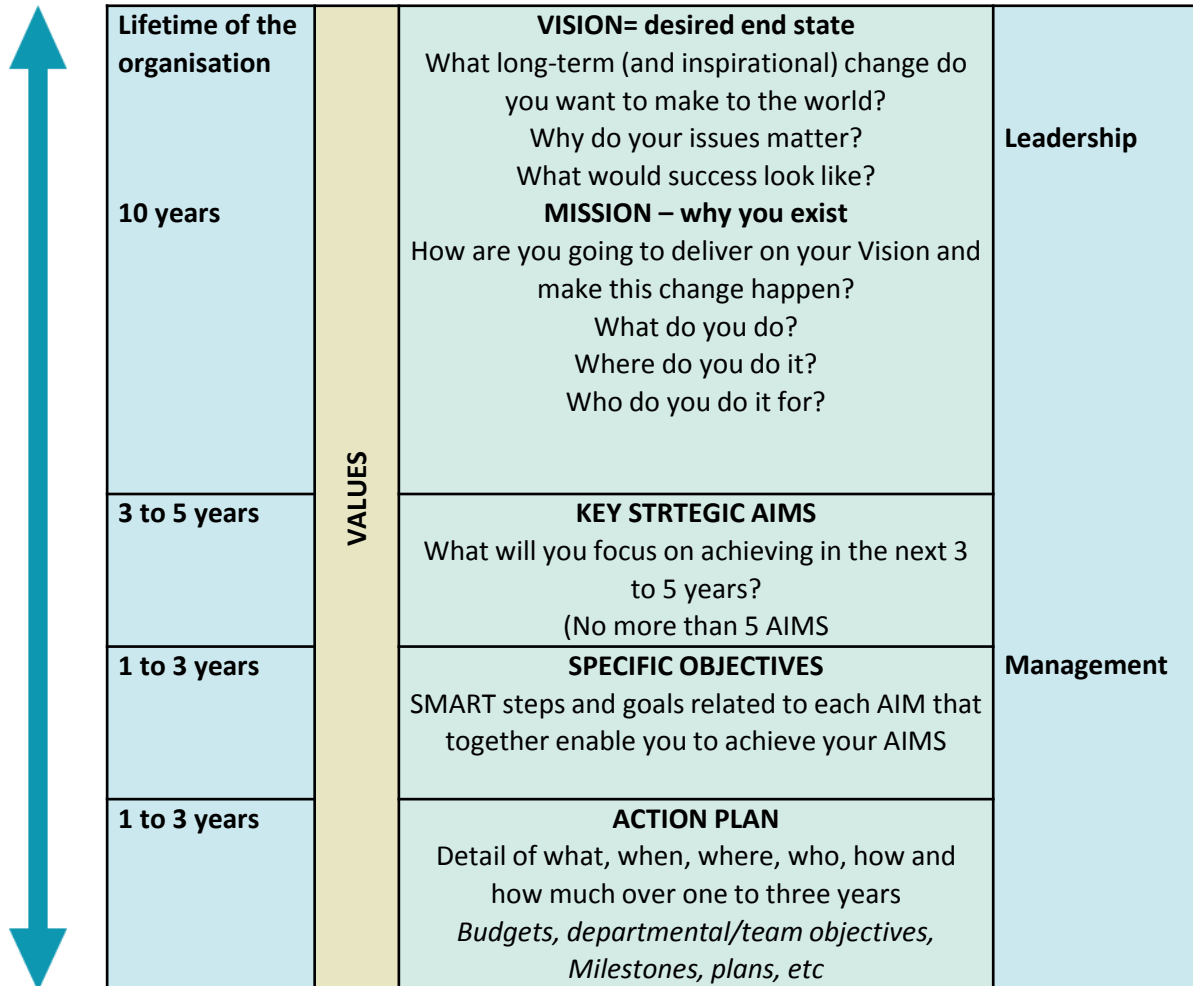 Lifetime of the
organisation
VISION= desired end state
What long-term (and inspirational) change do
you want to make to the world?
Why do your issues matter?
What would success look like?
Leadership
10 years
MISSION – why you exist
How are you going to deliver on your Vision and
make this change happen?
What do you do?
Where do you do it?
Who do you do it for?
VALUES
3 to 5 years
KEY STRTEGIC AIMS
What will you focus on achieving in the next 3
to 5 years?
(No more than 5 AIMS
1 to 3 years
SPECIFIC OBJECTIVES
SMART steps and goals related to each AIM that
together enable you to achieve your AIMS
Management
1 to 3 years
ACTION PLAN
Detail of what, when, where, who, how and
how much over one to three years
Budgets, departmental/team objectives,
Milestones, plans, etc